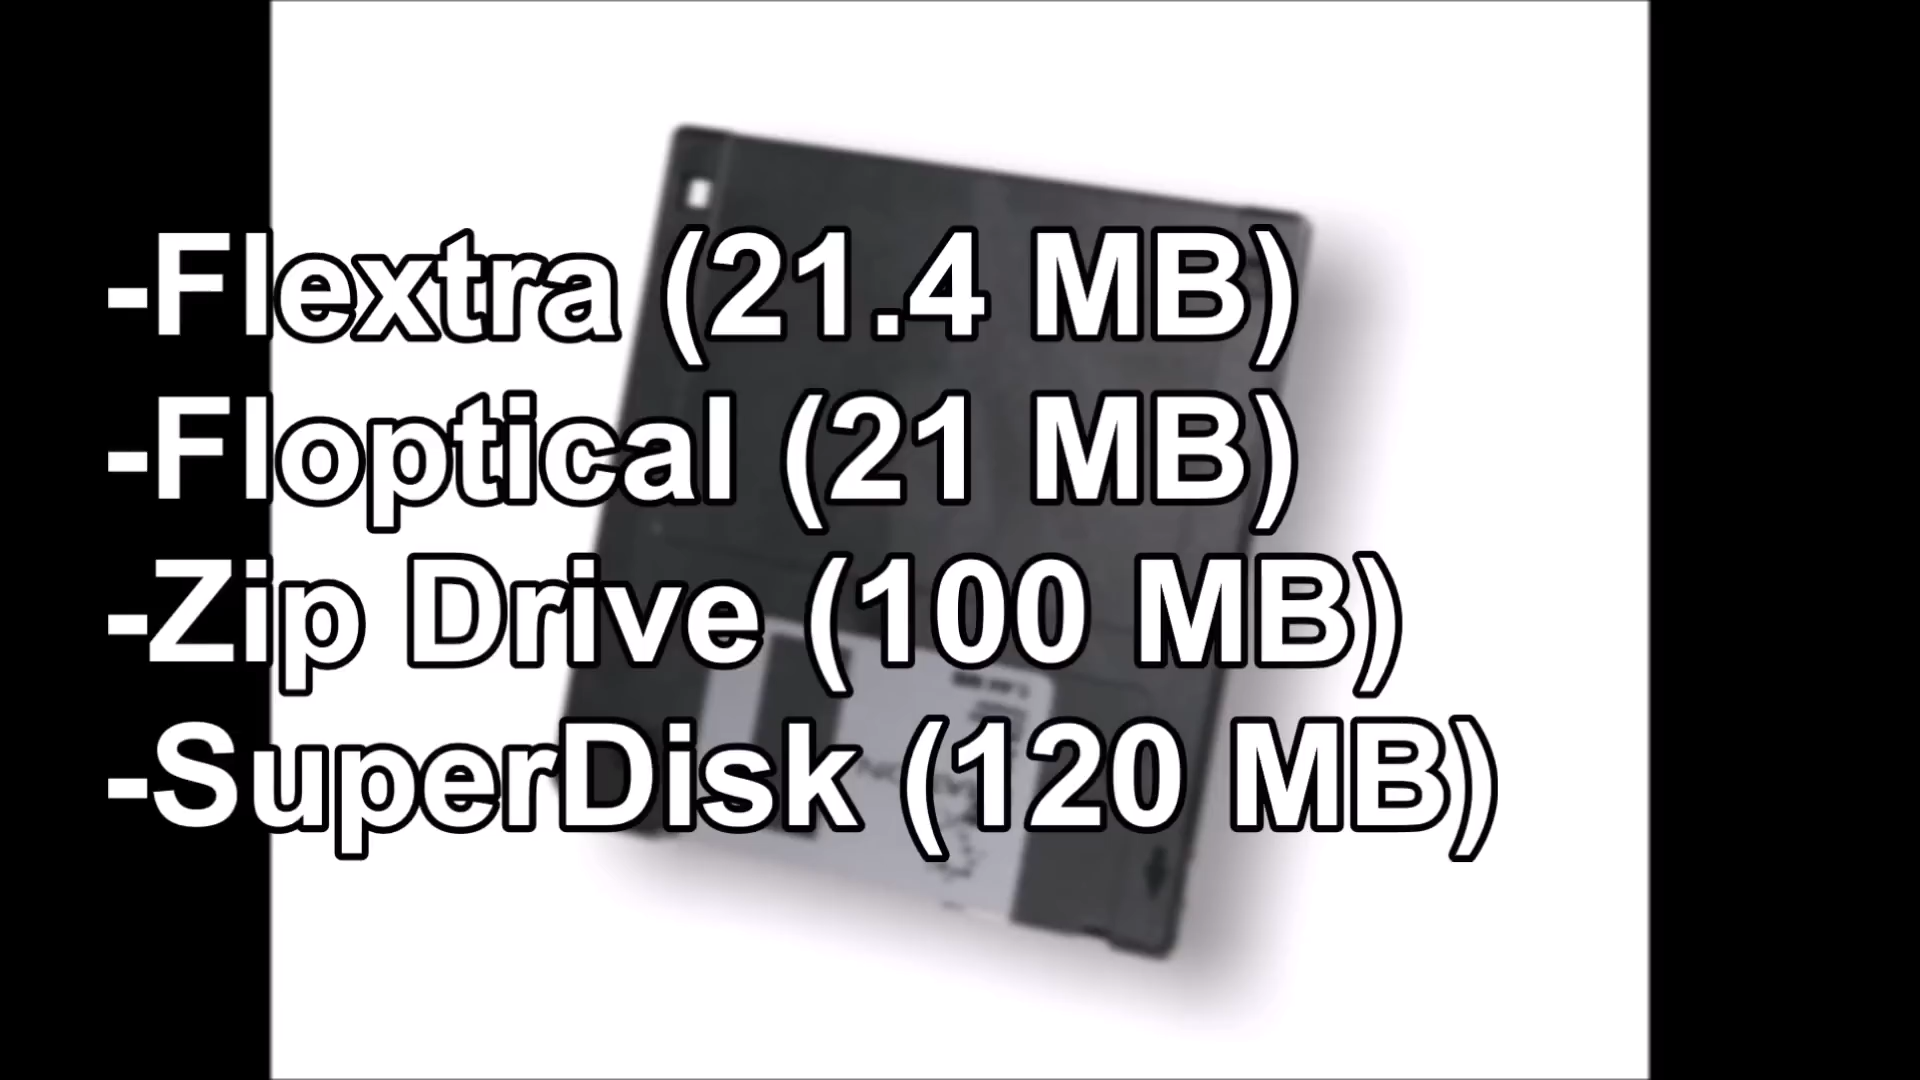 -Flextra (21.4 MB)
-Floptical (21 MB)
-Zip Drive (100 MB)
-SuperDisk (120 MB)